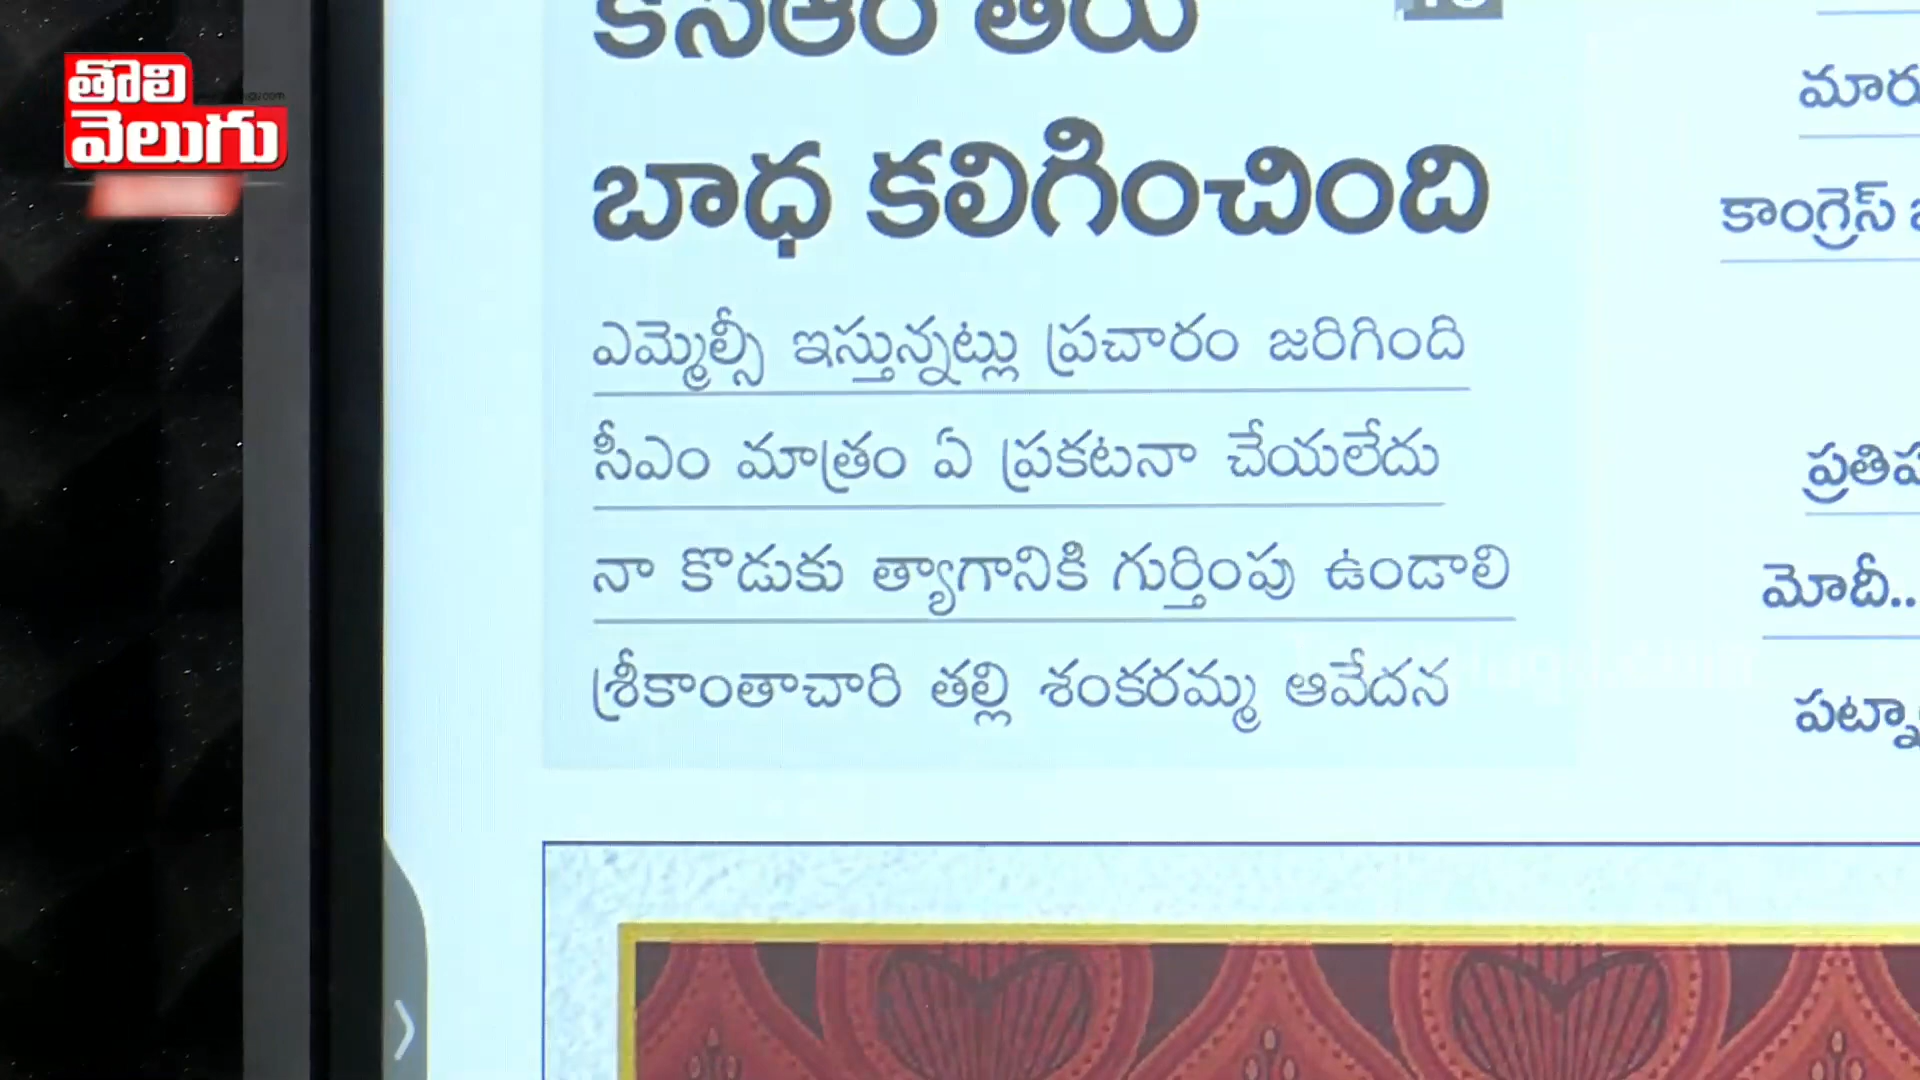 తొలి
వెలుగు
బాధ కలిగించింది
ఎమ్మెల్సీ ఇస్తున్నట్లు ప్రచారం జరిగింది
సీఎం మాత్రం ఏ ప్రకటనా చేయలేదు
నా కొడుకు త్యాగానికి గుర్తింపు ఉండాలి
శ్రీకాంతాచారి తల్లి శంకరమ్మ ఆవేదన
కాంగ్రెస్
మోదీ..